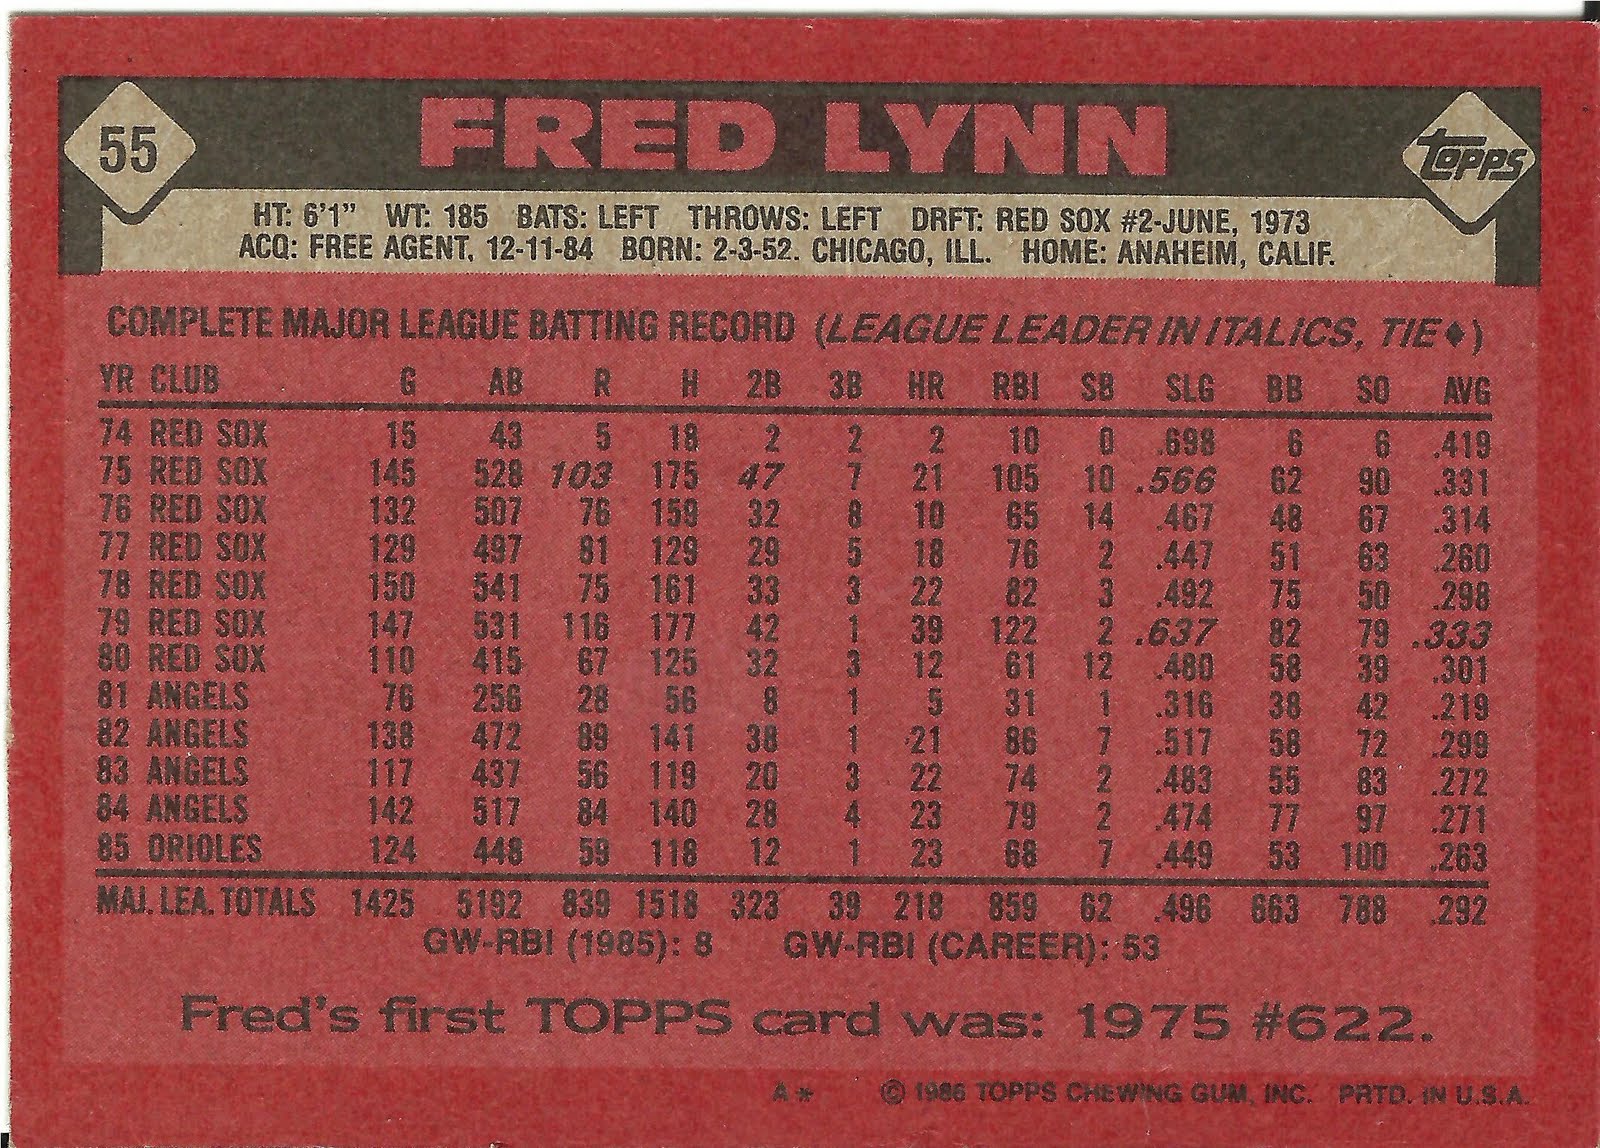 55 FRED LYNN TOPPS
HT: 6'1" WT: 185 BATS: LEFT THROWS: LEFT DRFT: RED SOX #2-JUNE, 1973
ACQ: FREE AGENT, 12-11-84 BORN: 2-3-52. CHICAGO, ILL. HOME: ANAHEIM, CALIF.
COMPLETE MAJOR LEAGUE BATTING RECORD (LEAGUE LEADER IN ITALICS, TIE♦)
YR CLUB G AB R H 2B 3B HR RBI SB SLG BB SO AVG
74 RED SOX 15 43 5 18 2 2 2 10 0 .698 6 6 .419
75 RED SOX 145 528 103 175 47 7 21 105 10 .566 62 90 .331
76 RED SOX 132 507 76 159 32 8 10 65 14 .467 48 67 .314
77 RED SOX 129 497 81 129 29 5 18 76 2 .447 51 63 .260
78 RED SOX 150 541 75 161 33 3 22 82 3 .492 75 50 .298
79 RED SOX 147 531 116 177 42 1 39 122 2 .637 82 79 .333
80 RED SOX 110 415 67 125 32 3 12 61 12 .480 58 39 .301
81 ANGELS 76 256 28 56 8 1 5 31 1 .316 38 42 .219
82 ANGELS 138 472 89 141 38 1 21 86 7 .517 58 72 .299
83 ANGELS 117 437 56 119 20 3 22 74 2 .483 55 83 .272
84 ANGELS 142 517 84 140 28 4 23 79 2 .474 77 97 .271
85 ORIOLES 124 448 59 118 12 1 23 68 7 .449 53 100 .263
MAJ. LEA. TOTALS 1425 5192 839 1518 323 39 218 859 62 .496 663 788 .292
GW-RBI (1985): 8 GW-RBI (CAREER): 53
Fred's first TOPPS card was: 1975 #622.
A* © 1986 TOPPS CHEWING GUM, INC. PRTD. IN U.S.A.